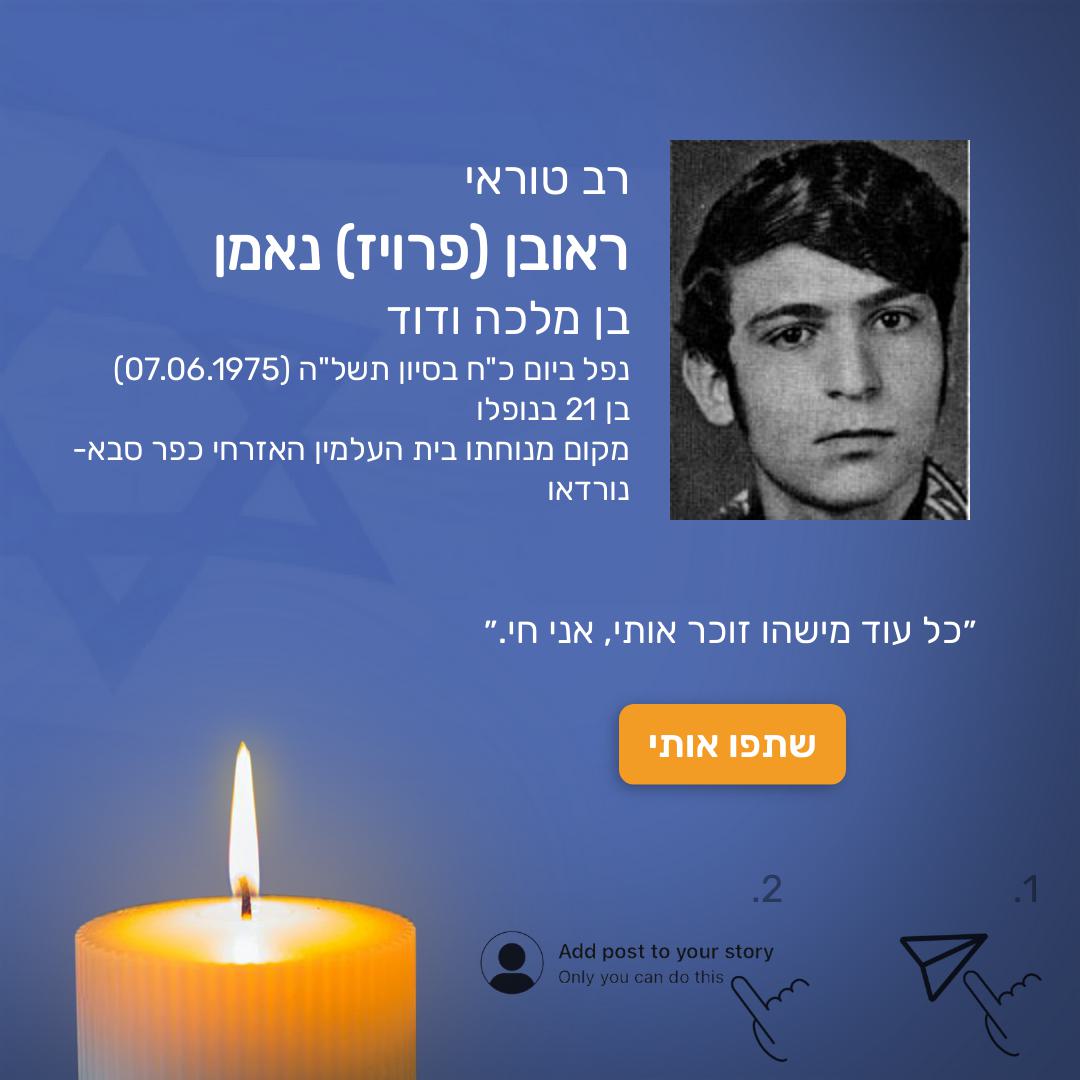 רב טוראי
ראובן (פרויז) נאמן
בן מלכה ודוד
נפל ביום כ"ח בסיון תשל"ה (07.06.1975)
בן 21 בנופלו
מקום מנוחתו בית העלמין האזרחי כפר סבא-
נורדאו
״כל עוד מישהו זוכר אותי, אני חי.״
שתפו אותי
1.
2.
Add post to your story
Only you can do this